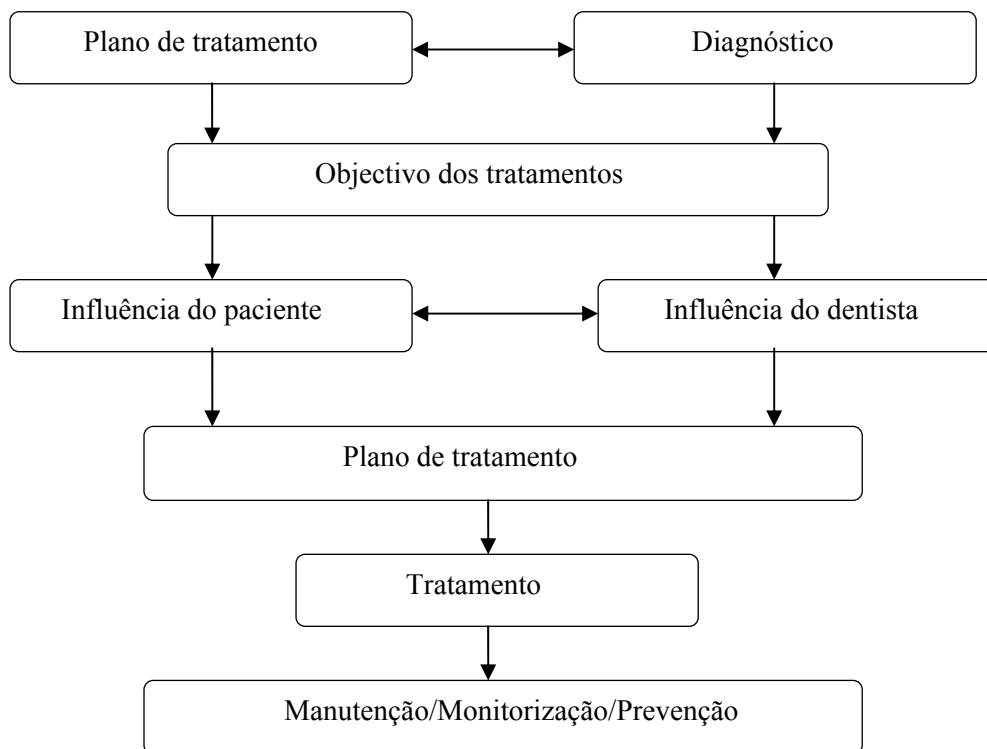 Plano de tratamento
Diagnóstico
Objectivo dos tratamentos
Influência do paciente
Influência do dentista
Plano de tratamento
Tratamento
Manutenção/Monitorização/Prevenção